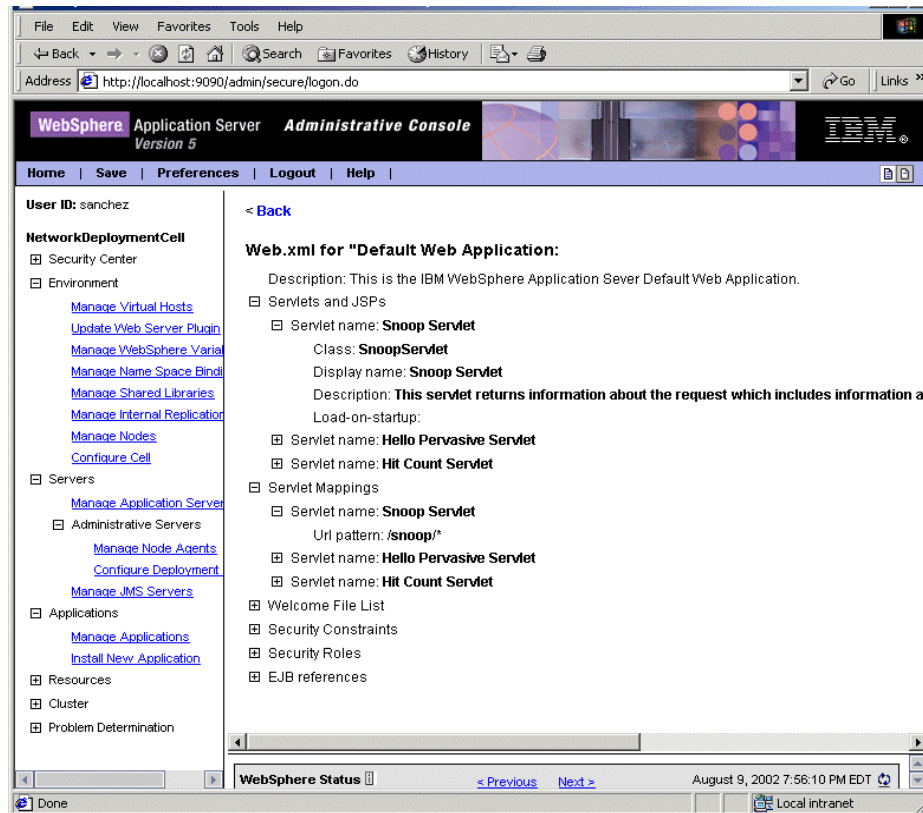 File Edit View Favorites Tools Help
Back Search Favorites History
Address http://localhost:9090/admin/secure/logon.do Go Links »
WebSphere. Application Server Administrative Console
Version 5
IBM.®
Home | Save | Preferences | Logout | Help |
User ID: sanchez
NetworkDeploymentCell
Security Center
Environment
Manage Virtual Hosts
Update Web Server Plugin
Manage WebSphere Varial
Manage Name Space Bindi
Manage Shared Libraries
Manage Internal Replication
Manage Nodes
Configure Cell
Servers
Manage Application Server
Administrative Servers
Manage Node Agents
Configure Deployment
Manage JMS Servers
Applications
Manage Applications
Install New Application
Resources
Cluster
Problem Determination
< Back
Web.xml for "Default Web Application:
Description: This is the IBM WebSphere Application Sever Default Web Application.
Servlets and JSPs
Servlet name: Snoop Servlet
Class: SnoopServlet
Display name: Snoop Servlet
Description: This servlet returns information about the request which includes information a
Load-on-startup:
Servlet name: Hello Pervasive Servlet
Servlet name: Hit Count Servlet
Servlet Mappings
Servlet name: Snoop Servlet
Url pattern: /snoop/*
Servlet name: Hello Pervasive Servlet
Servlet name: Hit Count Servlet
Welcome File List
Security Constraints
Security Roles
EJB references
WebSphere Status < Previous Next > August 9, 2002 7:56:10 PM EDT
Done Local intranet